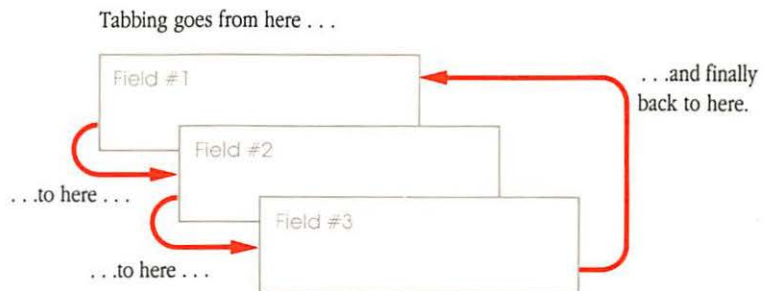 Tabbing goes from here . . .
Field #1
. . .and finally
back to here.
Field #2
. . .to here . . .
Field #3
. . .to here . . .